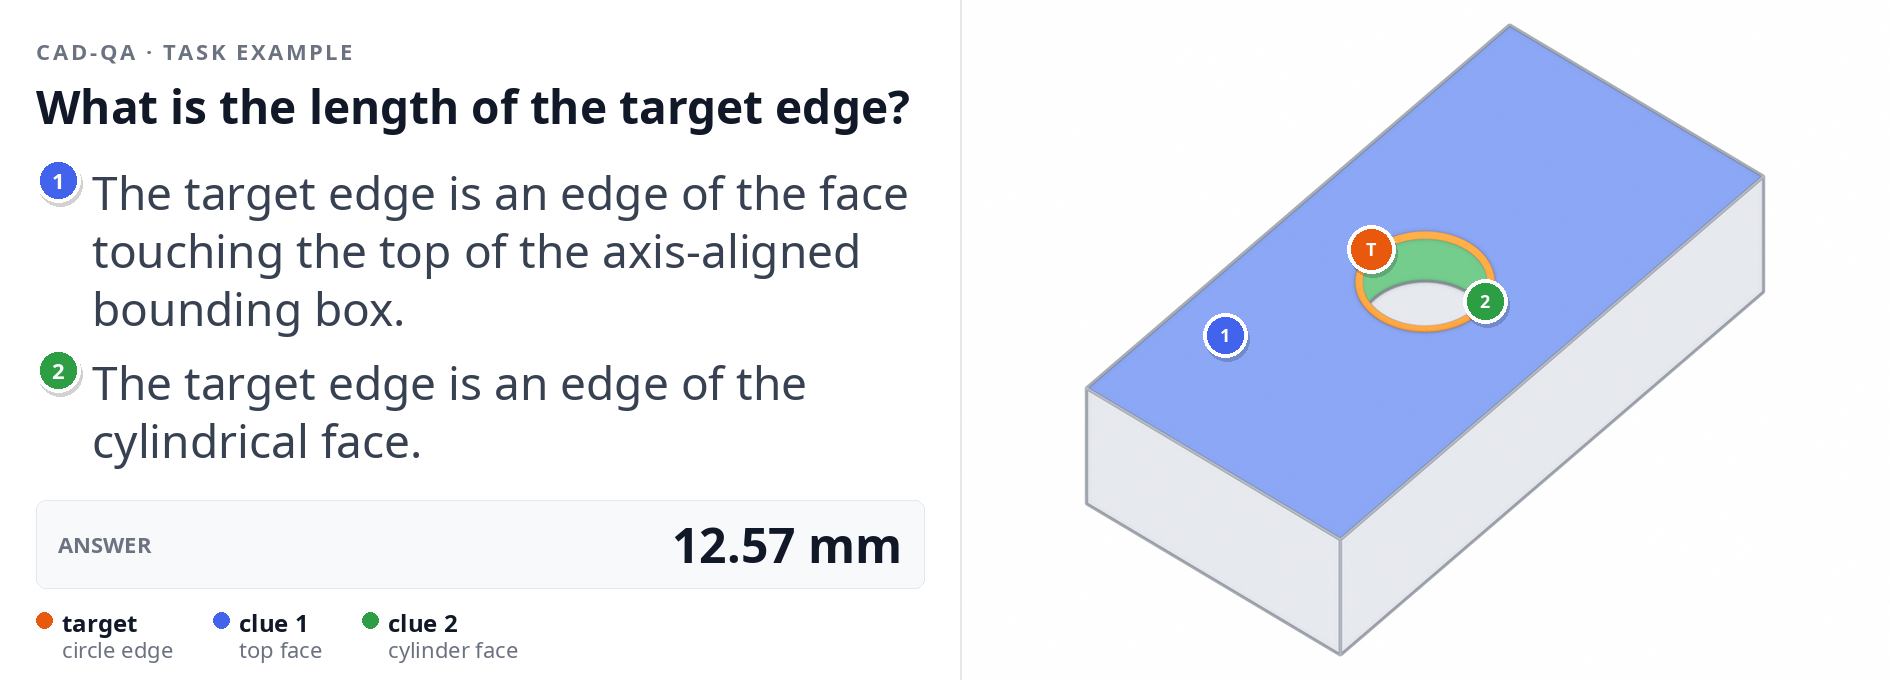 CAD-QA · TASK EXAMPLE
What is the length of the target edge?
1 The target edge is an edge of the face
touching the top of the axis-aligned
bounding box.
2 The target edge is an edge of the
cylindrical face.
ANSWER 12.57 mm
target clue 1 clue 2
circle edge top face cylinder face
T
2
1